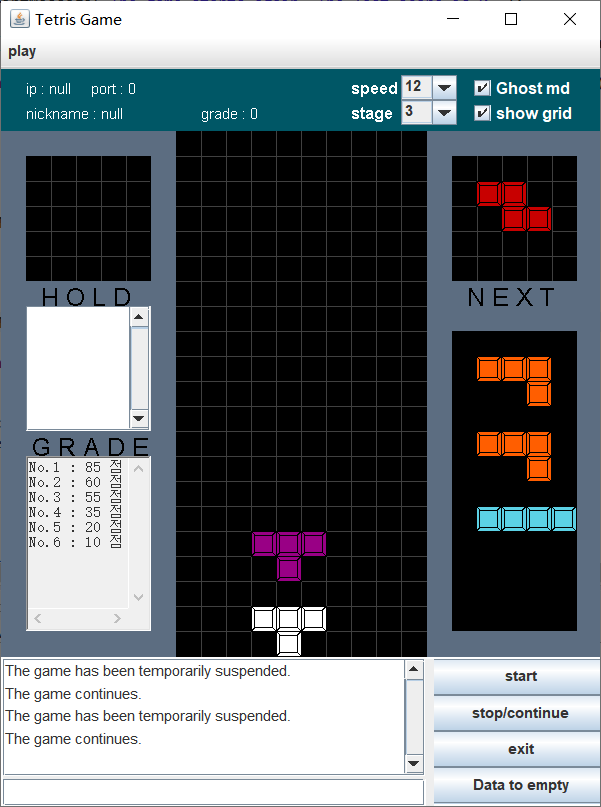 Tetris Game
play
ip : null port : 0 speed 12 Ghost md
nickname : null grade : 0 stage 3 show grid
HOLD
NEXT
GRADE
No.1 : 85 점
No.2 : 60 점
No.3 : 55 점
No.4 : 35 점
No.5 : 20 점
No.6 : 10 점
The game has been temporarily suspended.
The game continues.
The game has been temporarily suspended.
The game continues.
start
stop/continue
exit
Data to empty